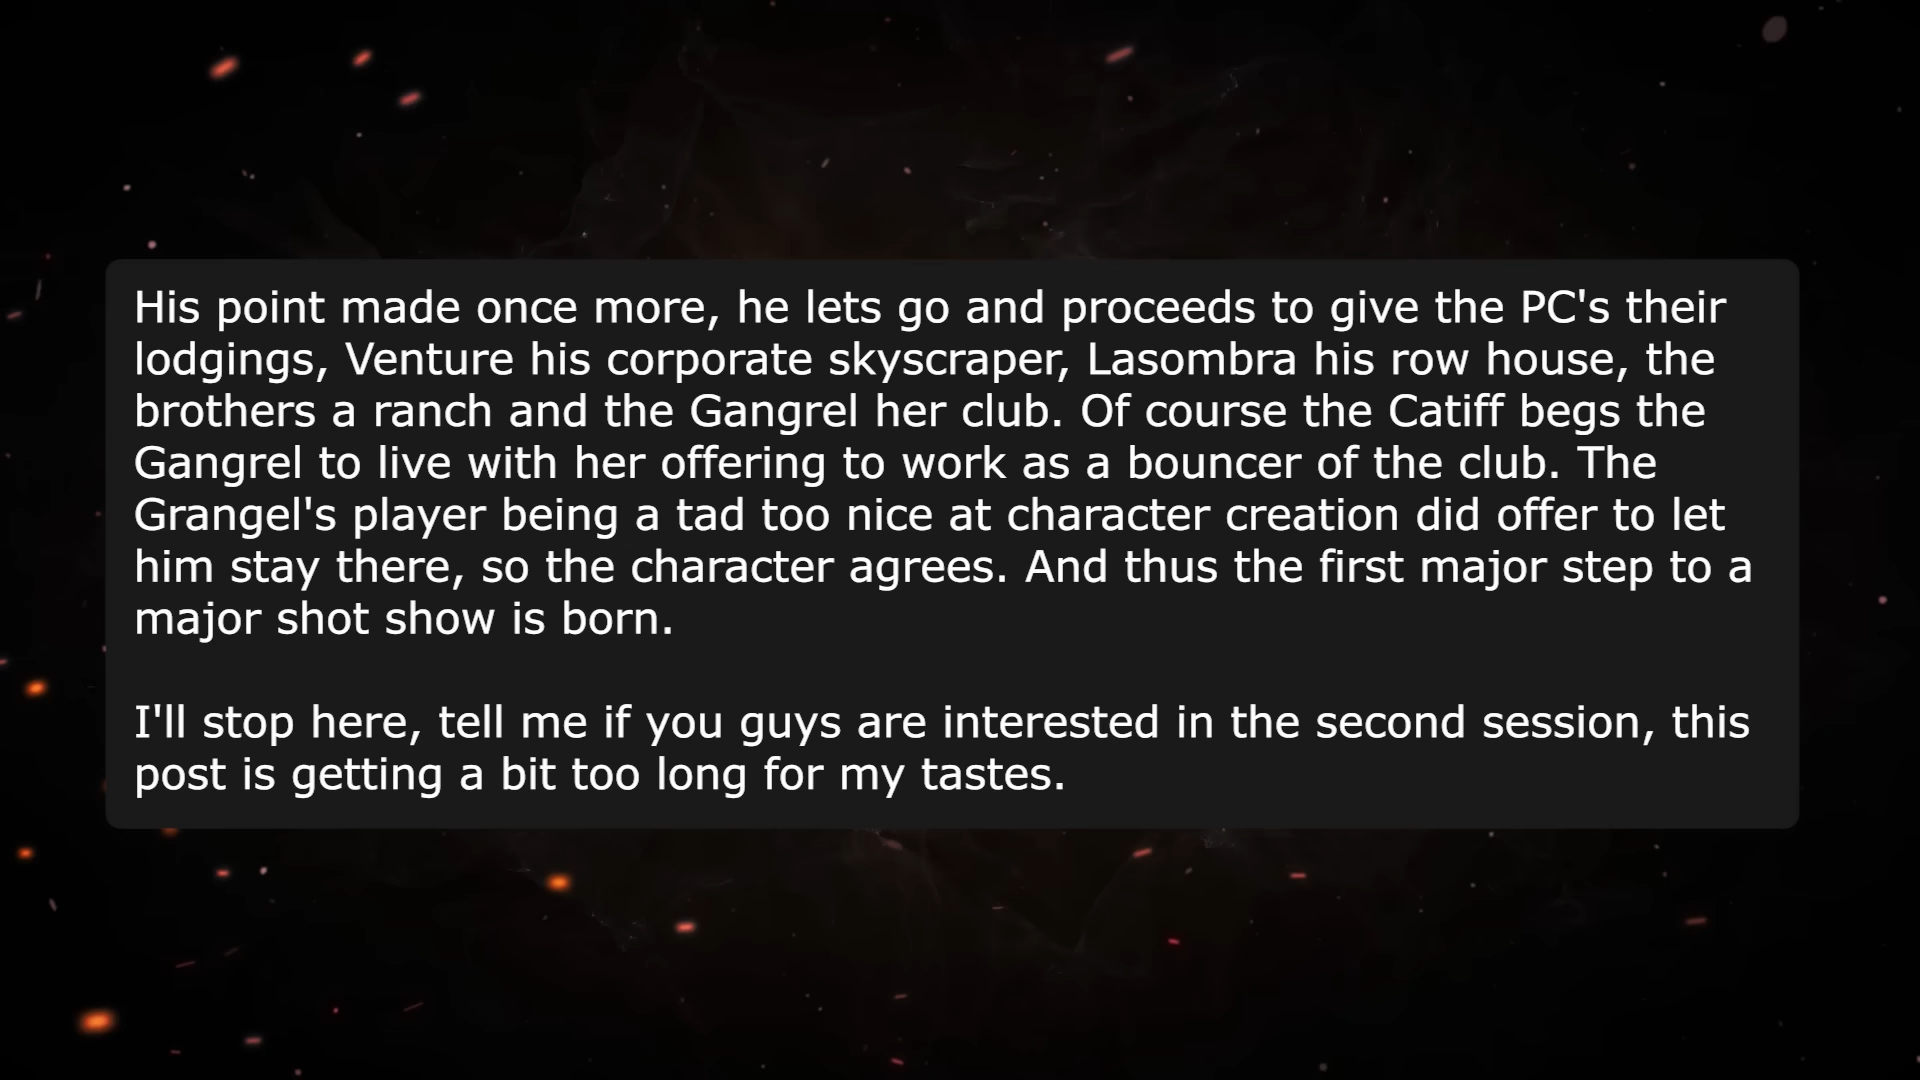 His point made once more, he lets go and proceeds to give the PC's their
lodgings, Venture his corporate skyscraper, Lasombra his row house, the
brothers a ranch and the Gangrel her club. Of course the Catiff begs the
Gangrel to live with her offering to work as a bouncer of the club. The
Grangel's player being a tad too nice at character creation did offer to let
him stay there, so the character agrees. And thus the first major step to a
major shot show is born.

I'll stop here, tell me if you guys are interested in the second session, this
post is getting a bit too long for my tastes.